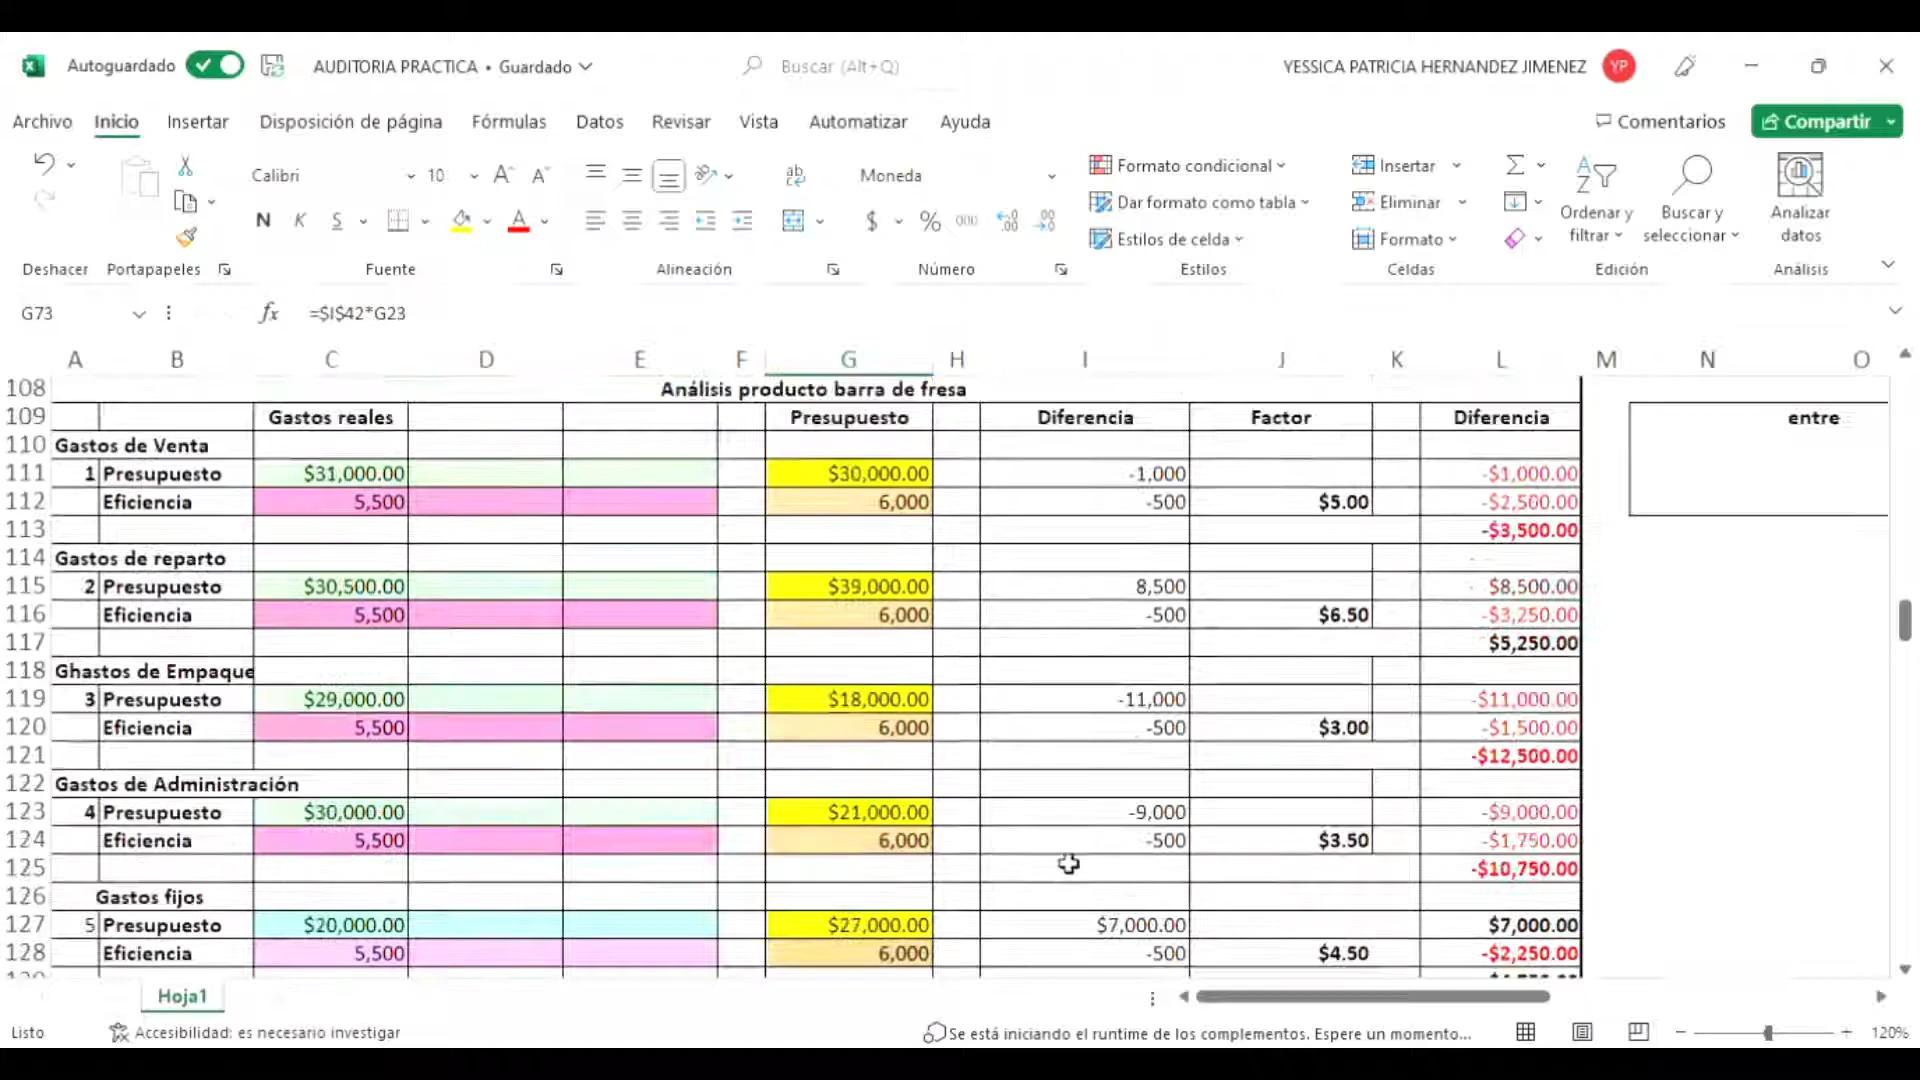 Autoguardado AUDITORIA PRACTICA • Guardado Buscar (Alt+Q) YESSICA PATRICIA HERNANDEZ JIMENEZ YP
Archivo Inicio Insertar Disposición de página Fórmulas Datos Revisar Vista Automatizar Ayuda Comentarios Compartir
Calibri 10 Moneda Formato condicional Insertar
Dar formato como tabla Eliminar Ordenar y filtrar Buscar y seleccionar Analizar datos
N K S $ % 000 Estilos de celda Formato
Deshacer Portapapeles Fuente Alineación Número Estilos Celdas Edición Análisis
G73 fx =$I$42*G23
A B C D E F G H I J K L M N O
108 Análisis producto barra de fresa
109 Gastos reales Presupuesto Diferencia Factor Diferencia entre
110 Gastos de Venta
111 1 Presupuesto $31,000.00 $30,000.00 -1,000 -$1,000.00
112 Eficiencia 5,500 6,000 -500 $5.00 -$2,500.00
113 -$3,500.00
114 Gastos de reparto
115 2 Presupuesto $30,500.00 $39,000.00 8,500 $8,500.00
116 Eficiencia 5,500 6,000 -500 $6.50 -$3,250.00
117 $5,250.00
118 Ghastos de Empaque
119 3 Presupuesto $29,000.00 $18,000.00 -11,000 -$11,000.00
120 Eficiencia 5,500 6,000 -500 $3.00 -$1,500.00
121 -$12,500.00
122 Gastos de Administración
123 4 Presupuesto $30,000.00 $21,000.00 -9,000 -$9,000.00
124 Eficiencia 5,500 6,000 -500 $3.50 -$1,750.00
125 -$10,750.00
126 Gastos fijos
127 5 Presupuesto $20,000.00 $27,000.00 $7,000.00 $7,000.00
128 Eficiencia 5,500 6,000 -500 $4.50 -$2,250.00
Hoja1
Listo Accesibilidad: es necesario investigar Se está iniciando el runtime de los complementos. Espere un momento... 120%